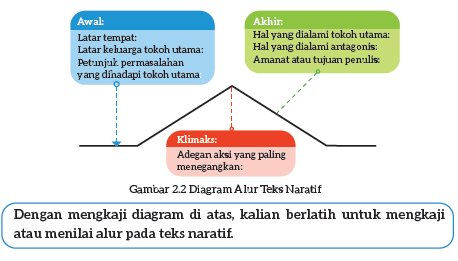 Awal:
Latar tempat:
Latar keluarga tokoh utama:
Petunjuk permasalahan
yang dihadapi tokoh utama
Akhir:
Hal yang dialami tokoh utama:
Hal yang dialami antagonis:
Amanat atau tujuan penulis:
Klimaks:
Adegan aksi yang paling
menegangkan:
Gambar 2.2 Diagram Alur Teks Naratif
Dengan mengkaji diagram di atas, kalian berlatih untuk mengkaji
atau menilai alur pada teks naratif.